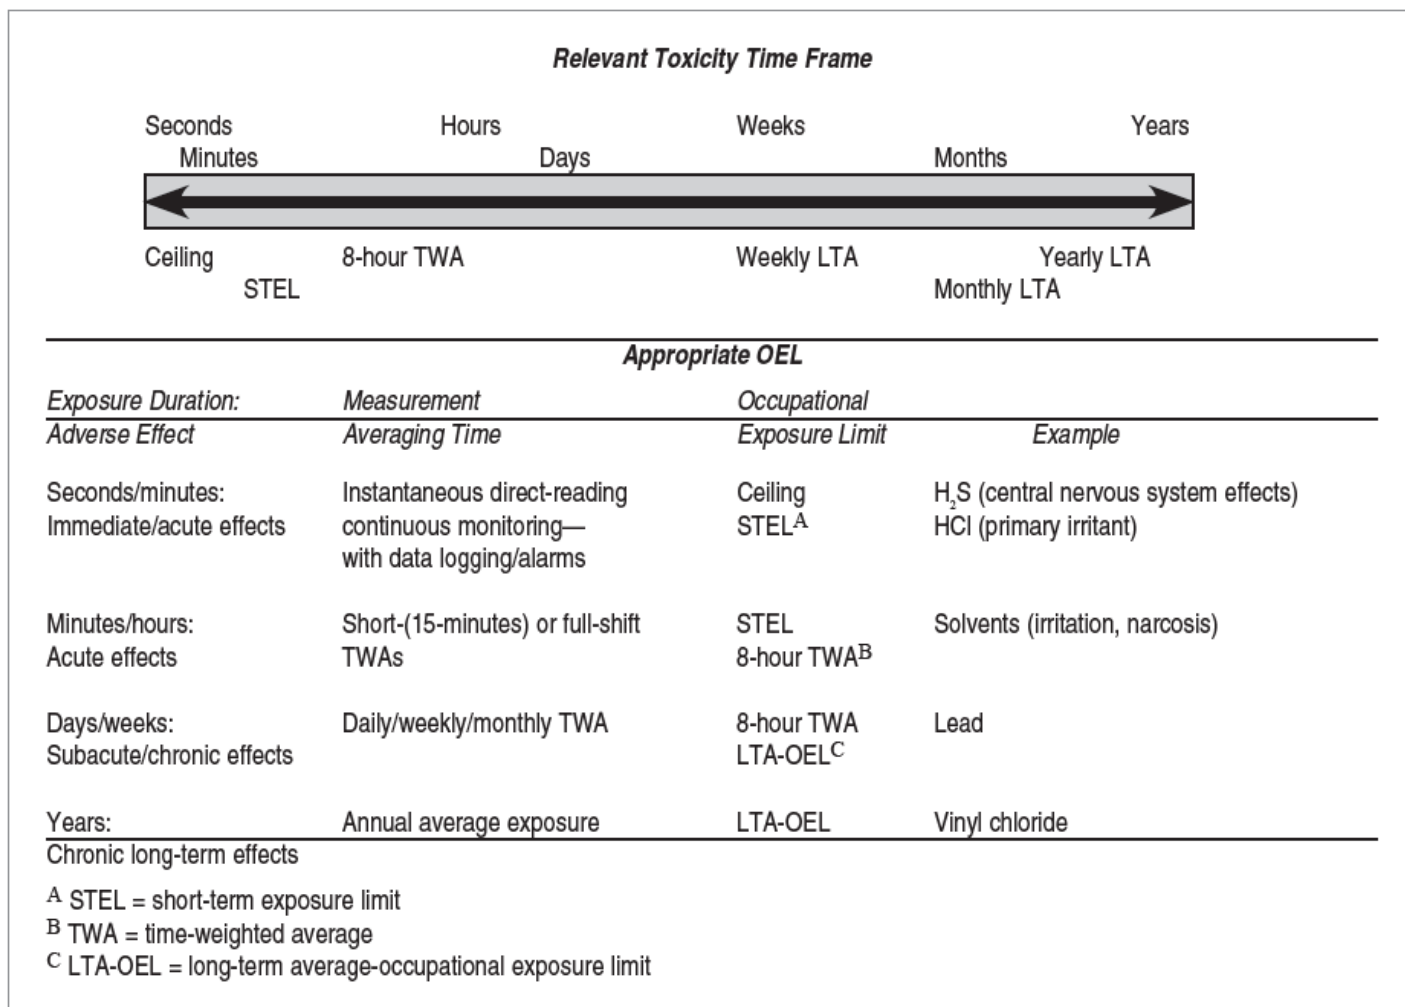 Relevant Toxicity Time Frame
Seconds Hours Weeks Years
Minutes Days Months
Ceiling 8-hour TWA Weekly LTA Yearly LTA
STEL Monthly LTA
Appropriate OEL
Exposure Duration: Measurement Occupational
Adverse Effect Averaging Time Exposure Limit Example
Seconds/minutes: Instantaneous direct-reading Ceiling H₂S (central nervous system effects)
Immediate/acute effects continuous monitoring— STELᴬ HCl (primary irritant)
with data logging/alarms
Minutes/hours: Short-(15-minutes) or full-shift STEL Solvents (irritation, narcosis)
Acute effects TWAs 8-hour TWAᴮ
Days/weeks: Daily/weekly/monthly TWA 8-hour TWA Lead
Subacute/chronic effects LTA-OELC
Years: Annual average exposure LTA-OEL Vinyl chloride
Chronic long-term effects
A STEL = short-term exposure limit
B TWA = time-weighted average
C LTA-OEL = long-term average-occupational exposure limit